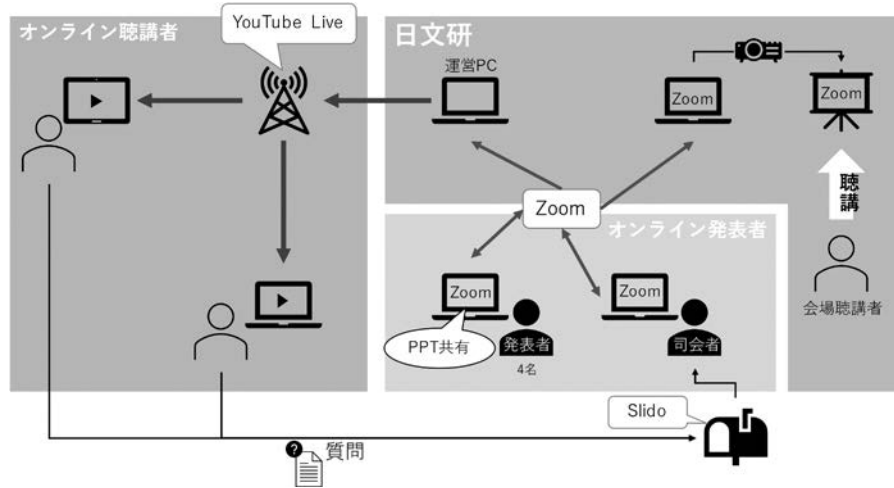 オンライン聴講者
YouTube Live
日文研
運営PC
Zoom
Zoom
聴講
会場聴講者
Zoom
オンライン発表者
Zoom
Zoom
PPT共有
発表者
4名
司会者
Slido
?
質問